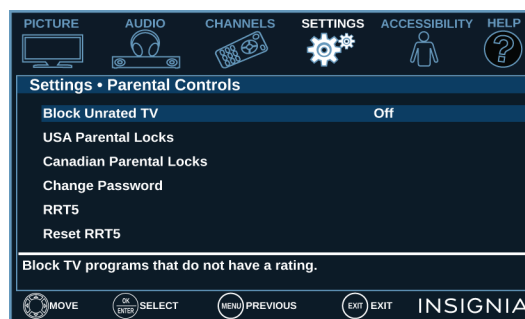 PICTURE AUDIO CHANNELS SETTINGS ACCESSIBILITY HELP
?
Settings • Parental Controls
Block Unrated TV Off
USA Parental Locks
Canadian Parental Locks
Change Password
RRT5
Reset RRT5
Block TV programs that do not have a rating.
MOVE OK ENTER SELECT MENU PREVIOUS EXIT EXIT INSIGNIA